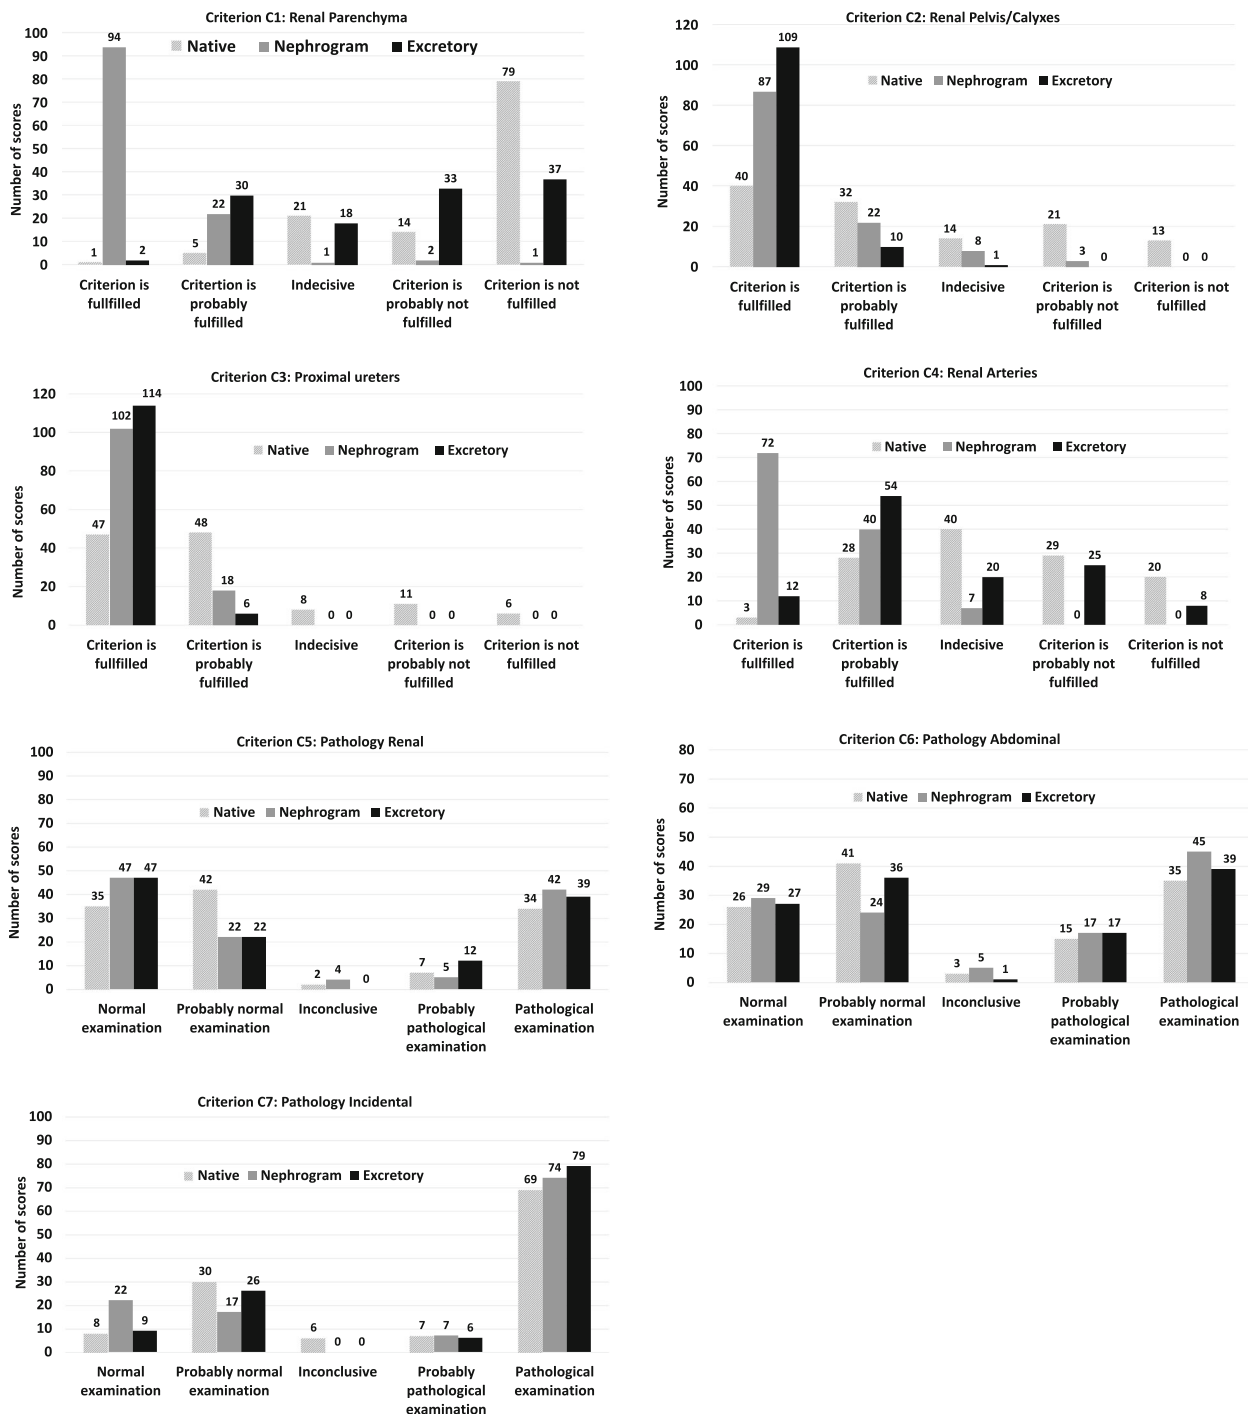 Criterion C1: Renal Parenchyma
Native Nephrogram Excretory
Number of scores
100
90
80
70
60
50
40
30
20
10
0
1 94 2
5 22 30
21 1 18
14 2 33
79 1 37
Criterion is fullfilled
Critertion is probably fulfilled
Indecisive
Criterion is probably not fulfilled
Criterion is not fulfilled
Criterion C2: Renal Pelvis/Calyxes
Native Nephrogram Excretory
Number of scores
120
100
80
60
40
20
0
40 87 109
32 22 10
14 8 1
21 3 0
13 0 0
Criterion is fullfilled
Critertion is probably fulfilled
Indecisive
Criterion is probably not fulfilled
Criterion is not fulfilled
Criterion C3: Proximal ureters
Native Nephrogram Excretory
Number of scores
120
100
80
60
40
20
0
47 102 114
48 18 6
8 0 0
11 0 0
6 0 0
Criterion is fullfilled
Critertion is probably fulfilled
Indecisive
Criterion is probably not fulfilled
Criterion is not fulfilled
Criterion C4: Renal Arteries
Native Nephrogram Excretory
Number of scores
100
90
80
70
60
50
40
30
20
10
0
3 72 12
28 40 54
40 7 20
29 0 25
20 0 8
Criterion is fullfilled
Critertion is probably fulfilled
Indecisive
Criterion is probably not fulfilled
Criterion is not fulfilled
Criterion C5: Pathology Renal
Native Nephrogram Excretory
Number of scores
100
90
80
70
60
50
40
30
20
10
0
35 47 47
42 22 22
2 4 0
7 5 12
34 42 39
Normal examination
Probably normal examination
Inconclusive
Probably pathological examination
Pathological examination
Criterion C6: Pathology Abdominal
Native Nephrogram Excretory
Number of scores
80
70
60
50
40
30
20
10
0
26 29 27
41 24 36
3 5 1
15 17 17
35 45 39
Normal examination
Probably normal examination
Inconclusive
Probably pathological examination
Pathological examination
Criterion C7: Pathology Incidental
Native Nephrogram Excretory
Number of scores
100
90
80
70
60
50
40
30
20
10
0
8 22 9
30 17 26
6 0 0
7 7 6
69 74 79
Normal examination
Probably normal examination
Inconclusive
Probably pathological examination
Pathological examination